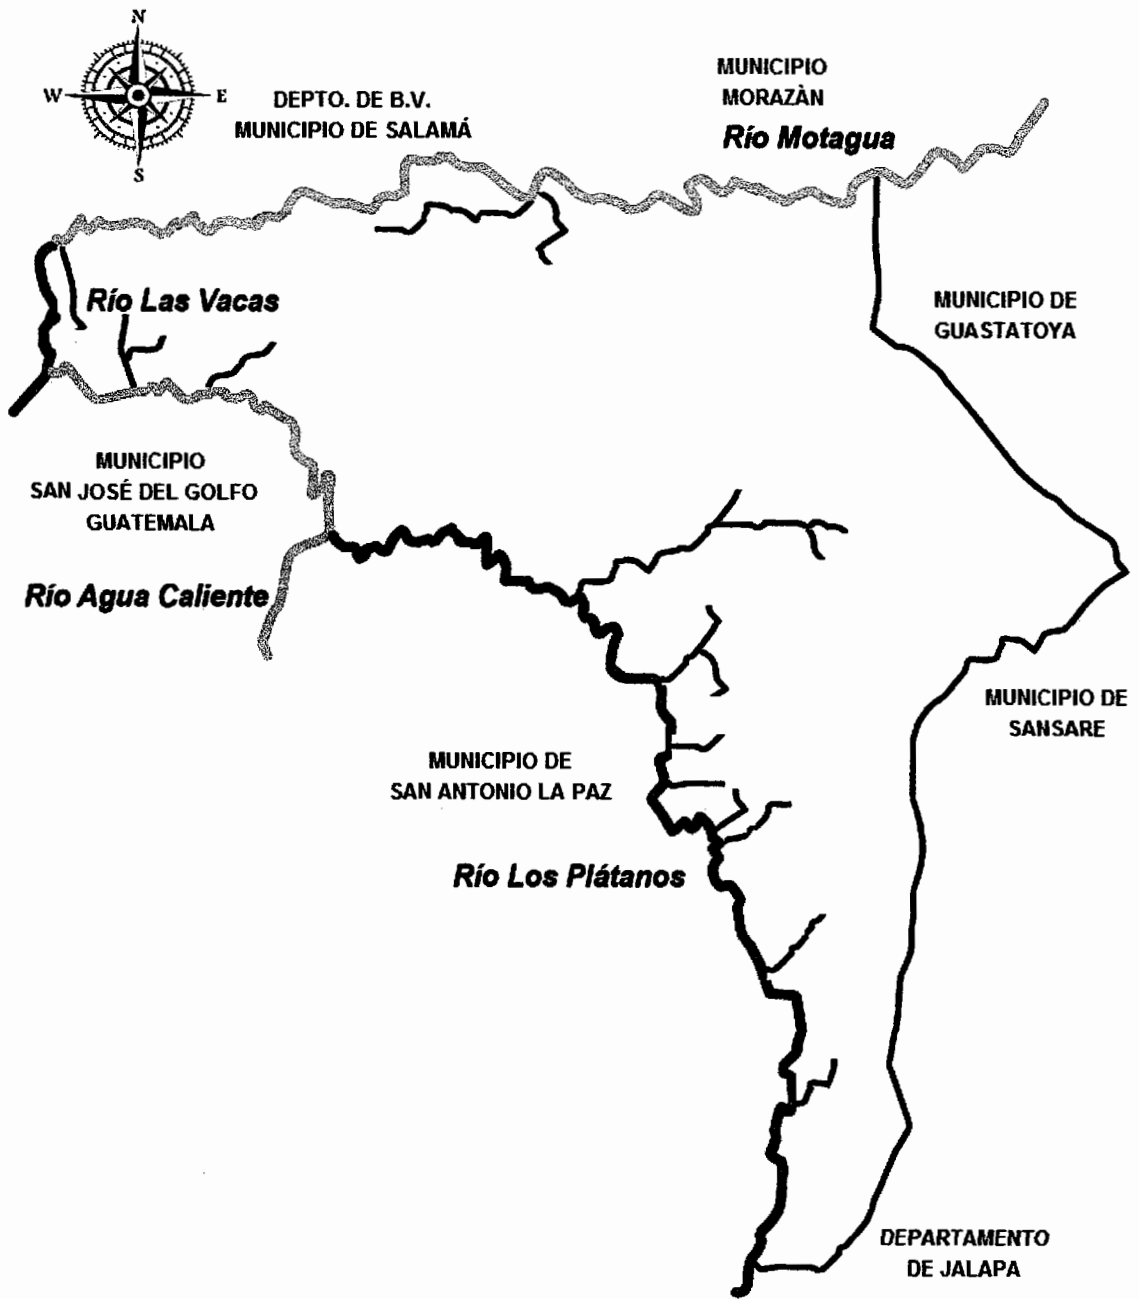 N
W
E
S
DEPTO. DE B.V.
MUNICIPIO DE SALAMÁ
MUNICIPIO
MORAZÀN
Río Motagua
Río Las Vacas
MUNICIPIO DE
GUASTATOYA
MUNICIPIO
SAN JOSÉ DEL GOLFO
GUATEMALA
Río Agua Caliente
MUNICIPIO DE
SANSARE
MUNICIPIO DE
SAN ANTONIO LA PAZ
Río Los Plátanos
DEPARTAMENTO
DE JALAPA